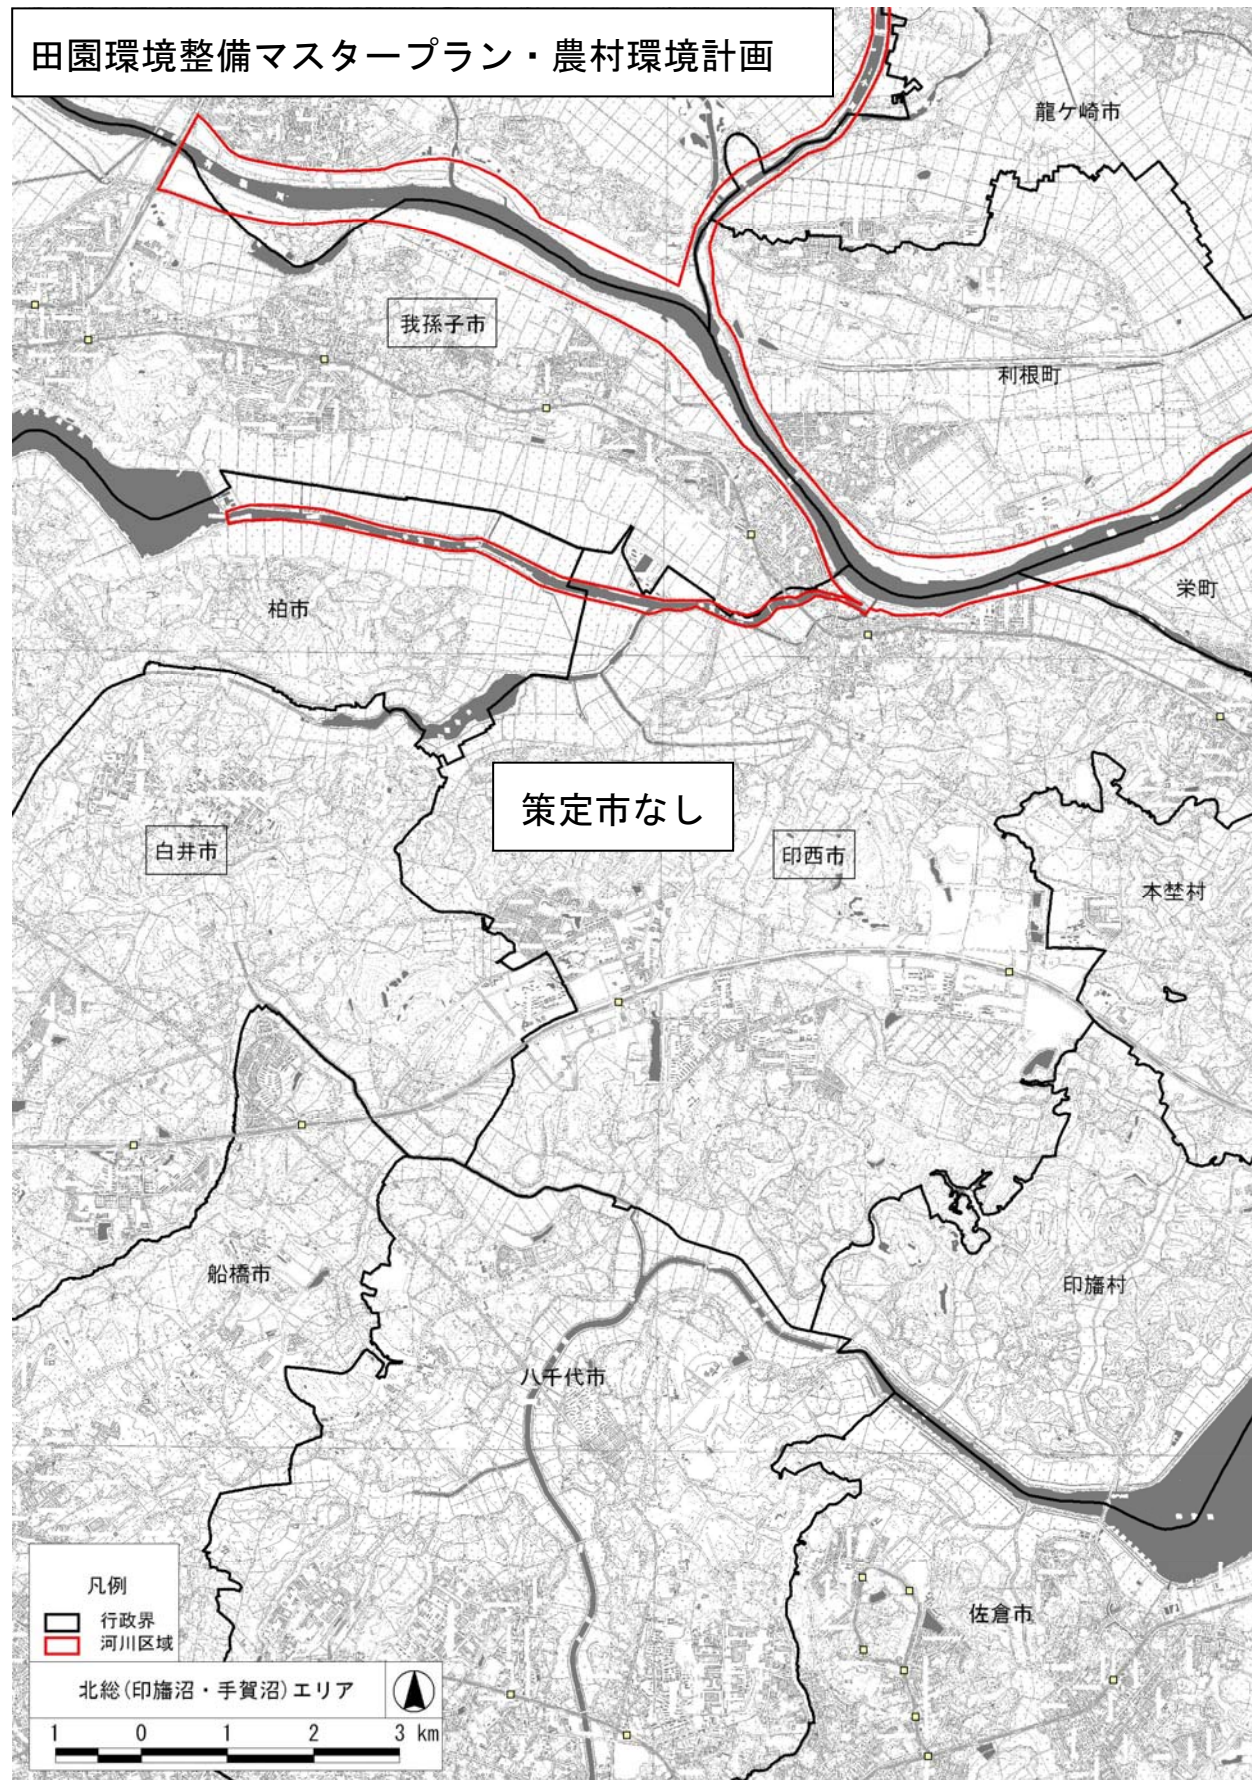 田園環境整備マスタープラン・農村環境計画
龍ケ崎市
我孫子市
利根町
栄町
柏市
策定市なし
白井市
印西市
本埜村
船橋市
印旛村
八千代市
佐倉市
凡例
行政界
河川区域
北総(印旛沼・手賀沼)エリア
1 0 1 2 3 km